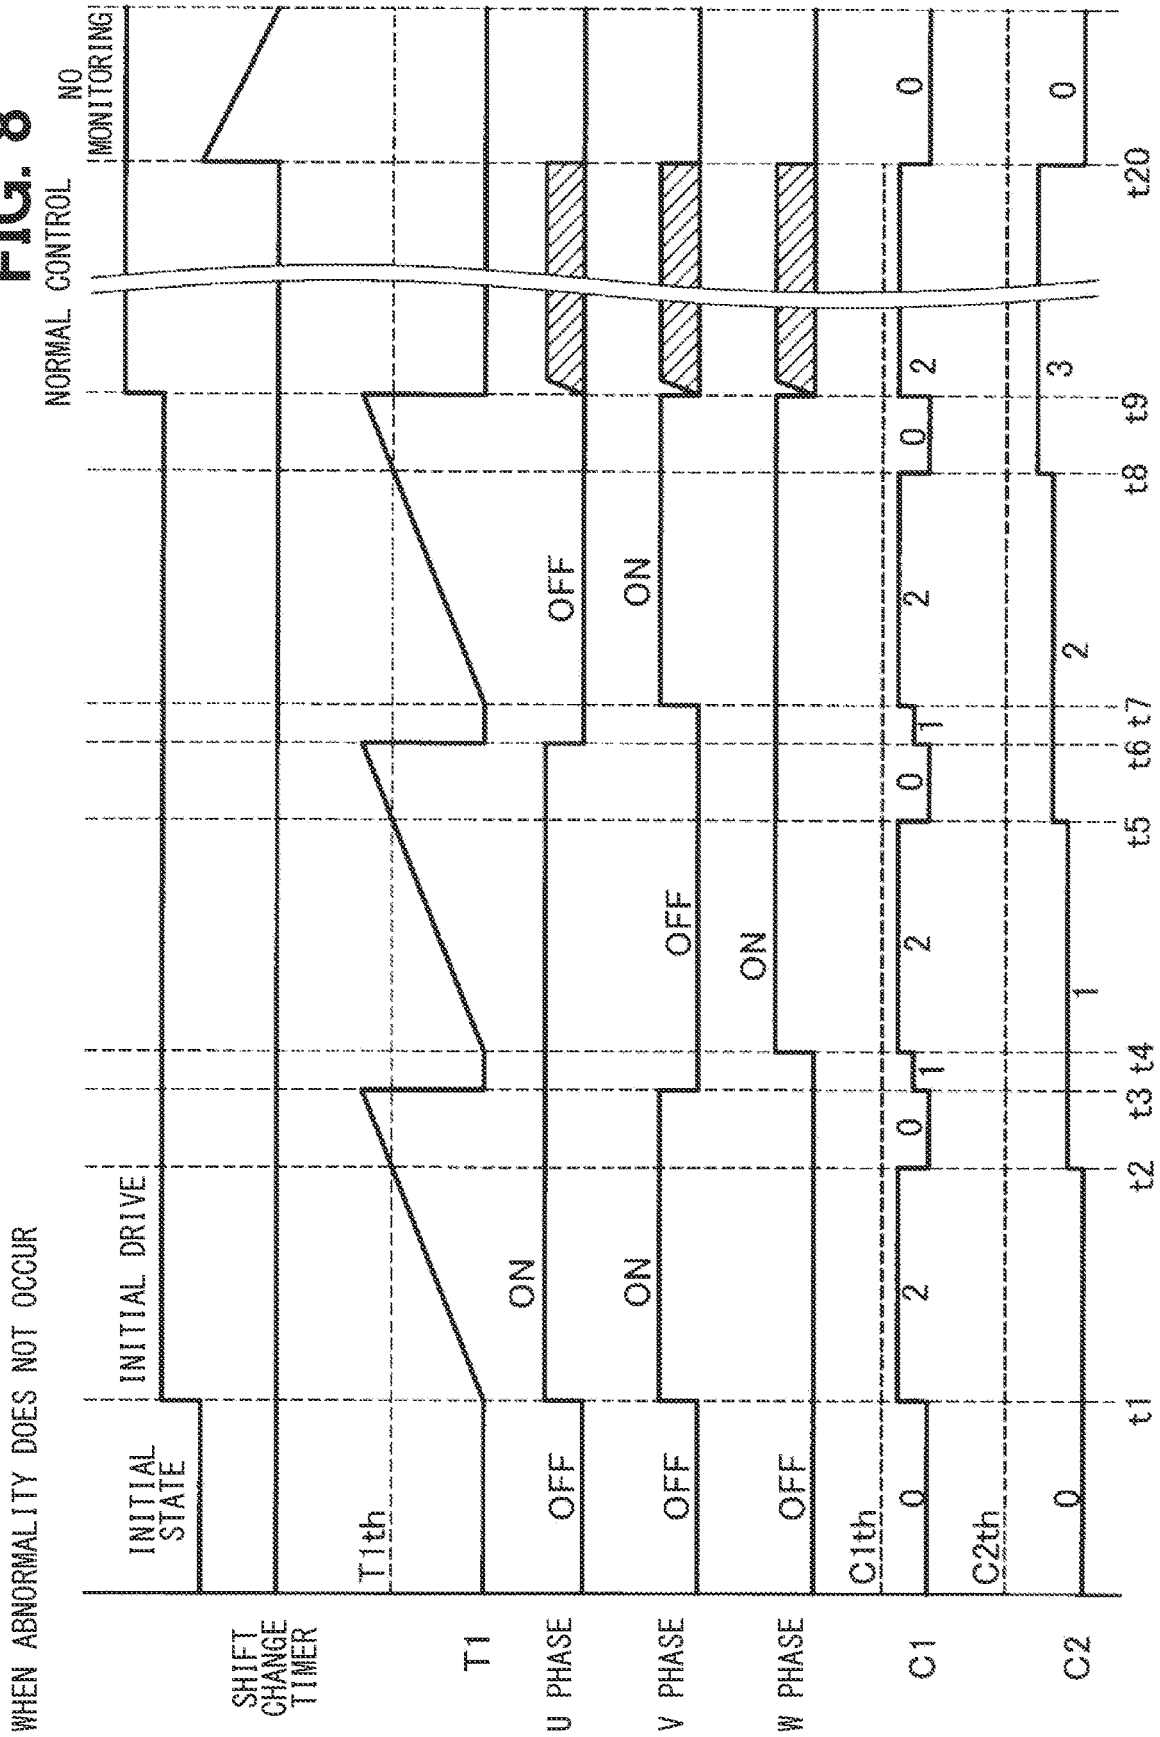 FIG. 8
WHEN ABNORMALITY DOES NOT OCCUR
INITIAL
STATE
INITIAL DRIVE
NORMAL CONTROL
NO
MONITORING
SHIFT
CHANGE
TIMER
T1th
T1
U PHASE
OFF
ON
OFF
V PHASE
OFF
ON
OFF
ON
W PHASE
OFF
ON
C1th
C1
0
2
0
1
2
0
1
2
0
2
0
C2th
C2
0
1
2
3
0
t1
t2
t3
t4
t5
t6
t7
t8
t9
t20